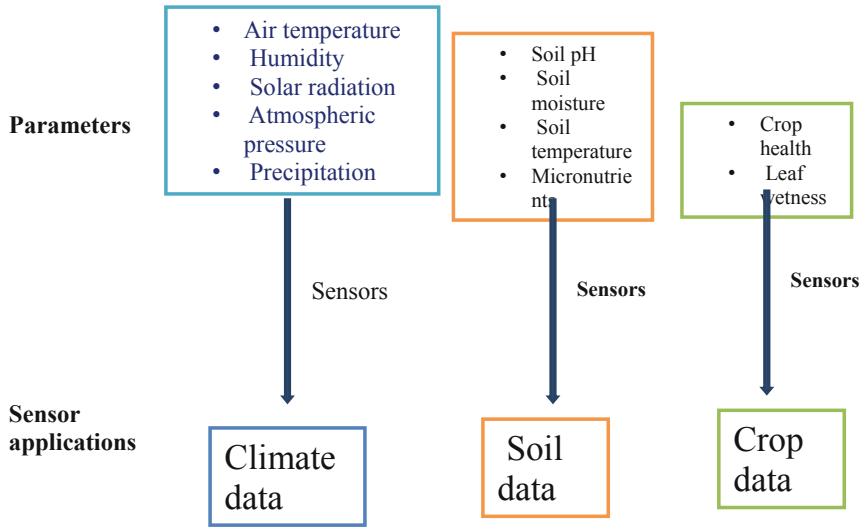 Parameters
• Air temperature
• Humidity
• Solar radiation
• Atmospheric
pressure
• Precipitation
• Soil pH
• Soil
moisture
• Soil
temperature
• Micronutrie
nts
• Crop
health
• Leaf
wetness
Sensors
Sensors
Sensors
Sensor
applications
Climate
data
Soil
data
Crop
data